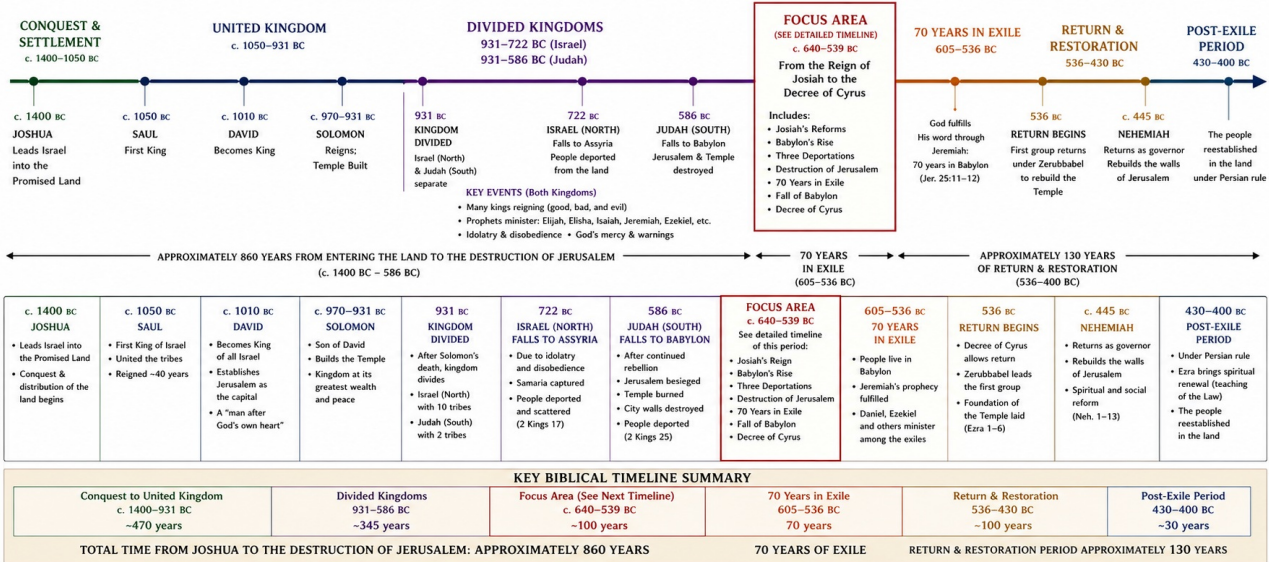 CONQUEST &
SETTLEMENT
c. 1400–1050 BC
UNITED KINGDOM
c. 1050–931 BC
DIVIDED KINGDOMS
931–722 BC (Israel)
931–586 BC (Judah)
FOCUS AREA
(SEE DETAILED TIMELINE)
c. 640–539 BC
From the Reign of
Josiah to the
Decree of Cyrus
Includes:
• Josiah's Reforms
• Babylon's Rise
• Three Deportations
• Destruction of Jerusalem
• 70 Years in Exile
• Fall of Babylon
• Decree of Cyrus
70 YEARS IN EXILE
605–536 BC
RETURN &
RESTORATION
536–430 BC
POST-EXILE
PERIOD
430–400 BC
c. 1400 BC
JOSHUA
Leads Israel
into the
Promised Land
c. 1050 BC
SAUL
First King
c. 1010 BC
DAVID
Becomes King
c. 970–931 BC
SOLOMON
Reigns;
Temple Built
931 BC
KINGDOM
DIVIDED
Israel (North)
& Judah (South)
separate
722 BC
ISRAEL (NORTH)
Falls to Assyria
People deported
from the land
586 BC
JUDAH (SOUTH)
Falls to Babylon
Jerusalem & Temple
destroyed
KEY EVENTS (Both Kingdoms)
• Many kings reigning (good, bad, and evil)
• Prophets minister: Elijah, Elisha, Isaiah, Jeremiah, Ezekiel, etc.
• Idolatry & disobedience • God's mercy & warnings
God fulfills
His word through
Jeremiah:
70 years in Babylon
(Jer. 25:11–12)
536 BC
RETURN BEGINS
First group returns
under Zerubbabel
to rebuild the
Temple
c. 445 BC
NEHEMIAH
Returns as governor
Rebuilds the walls
of Jerusalem
The people
reestablished
in the land
under Persian rule
APPROXIMATELY 860 YEARS FROM ENTERING THE LAND TO THE DESTRUCTION OF JERUSALEM
(c. 1400 BC – 586 BC)
70 YEARS
IN EXILE
(605–536 BC)
APPROXIMATELY 130 YEARS
OF RETURN & RESTORATION
(536–400 BC)
c. 1400 BC
JOSHUA
• Leads Israel into
the Promised Land
• Conquest &
distribution of the
land begins
c. 1050 BC
SAUL
• First King of Israel
• United the tribes
• Reigned ~40 years
c. 1010 BC
DAVID
• Becomes King
of all Israel
• Establishes
Jerusalem as
the capital
• A "man after
God's own heart"
c. 970–931 BC
SOLOMON
• Son of David
• Builds the Temple
• Kingdom at its
greatest wealth
and peace
931 BC
KINGDOM
DIVIDED
• After Solomon's
death, kingdom
divides
• Israel (North)
with 10 tribes
• Judah (South)
with 2 tribes
722 BC
ISRAEL (NORTH)
FALLS TO ASSYRIA
• Due to idolatry
and disobedience
• Samaria captured
• People deported
and scattered
(2 Kings 17)
586 BC
JUDAH (SOUTH)
FALLS TO BABYLON
• After continued
rebellion
• Jerusalem besieged
• Temple burned
• City walls destroyed
• People deported
(2 Kings 25)
FOCUS AREA
c. 640–539 BC
See detailed timeline
of this period:
• Josiah's Reign
• Babylon's Rise
• Three Deportations
• Destruction of Jerusalem
• 70 Years in Exile
• Fall of Babylon
• Decree of Cyrus
605–536 BC
70 YEARS
IN EXILE
• People live in
Babylon
• Jeremiah's prophecy
fulfilled
• Daniel, Ezekiel
and others minister
among the exiles
536 BC
RETURN BEGINS
• Decree of Cyrus
allows return
• Zerubbabel leads
the first group
• Foundation of
the Temple laid
(Ezra 1–6)
c. 445 BC
NEHEMIAH
• Returns as governor
• Rebuilds the walls
of Jerusalem
• Spiritual and social
reform
(Neh. 1–13)
430–400 BC
POST-EXILE
PERIOD
• Under Persian rule
• Ezra brings spiritual
renewal (teaching
of the Law)
• The people
reestablished
in the land
KEY BIBLICAL TIMELINE SUMMARY
Conquest to United Kingdom
c. 1400–931 BC
~470 years
Divided Kingdoms
931–586 BC
~345 years
Focus Area (See Next Timeline)
c. 640–539 BC
~100 years
70 Years in Exile
605–536 BC
70 years
Return & Restoration
536–430 BC
~100 years
Post-Exile Period
430–400 BC
~30 years
TOTAL TIME FROM JOSHUA TO THE DESTRUCTION OF JERUSALEM: APPROXIMATELY 860 YEARS
70 YEARS OF EXILE
RETURN & RESTORATION PERIOD APPROXIMATELY 130 YEARS